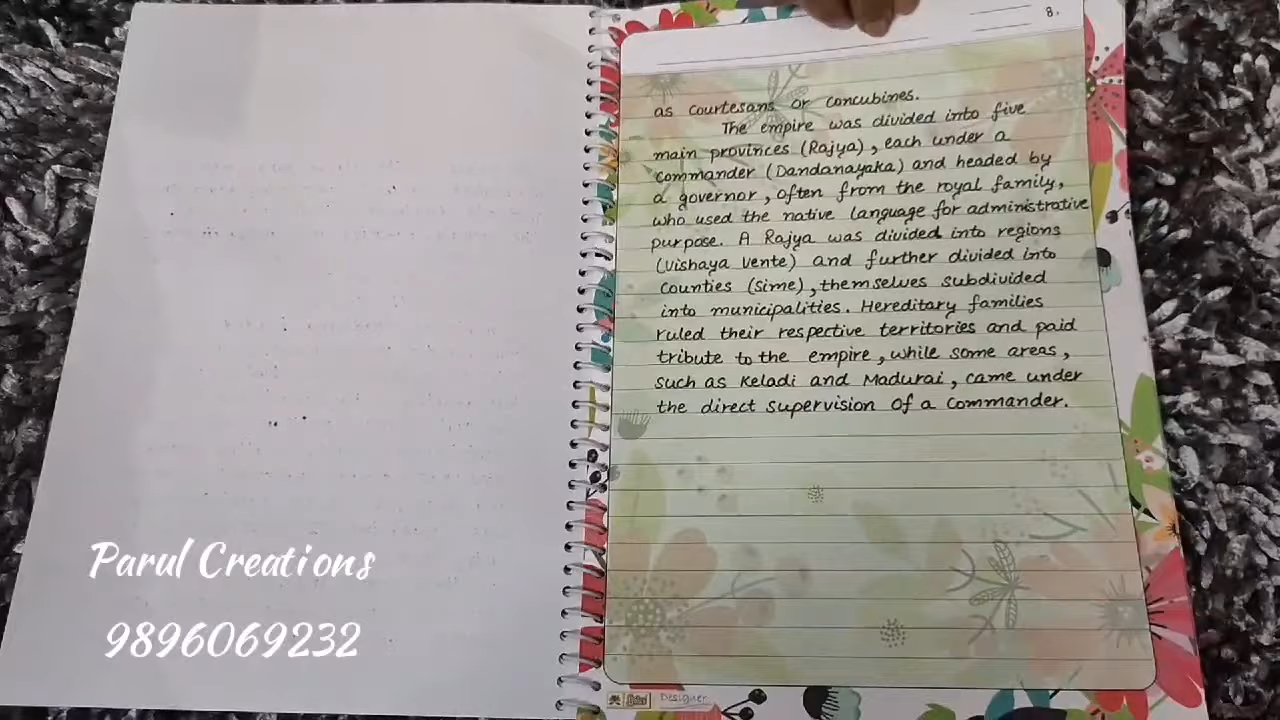 8.
as courtesans or concubines.
The empire was divided into five
main provinces (Rajya), each under a
commander (Dandanayaka) and headed by
a governor, often from the royal family,
who used the native language for administrative
purpose. A Rajya was divided into regions
(Vishaya Vente) and further divided into
counties (Sime), themselves subdivided
into municipalities. Hereditary families
ruled their respective territories and paid
tribute to the empire, while some areas,
such as Keladi and Madurai, came under
the direct supervision of a commander.
Parul Creations
9896069232
Designer